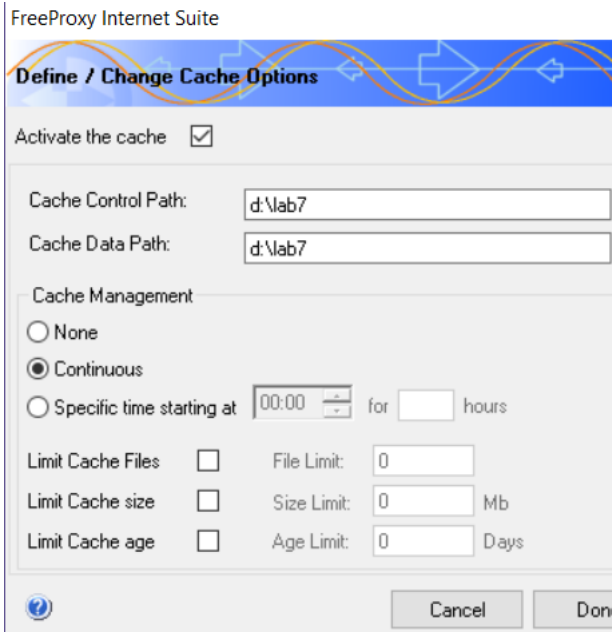 FreeProxy Internet Suite
Define / Change Cache Options
Activate the cache
Cache Control Path: d:\lab7
Cache Data Path: d:\lab7
Cache Management
None
Continuous
Specific time starting at 00:00 for hours
Limit Cache Files File Limit: 0
Limit Cache size Size Limit: 0 Mb
Limit Cache age Age Limit: 0 Days
? Cancel Don